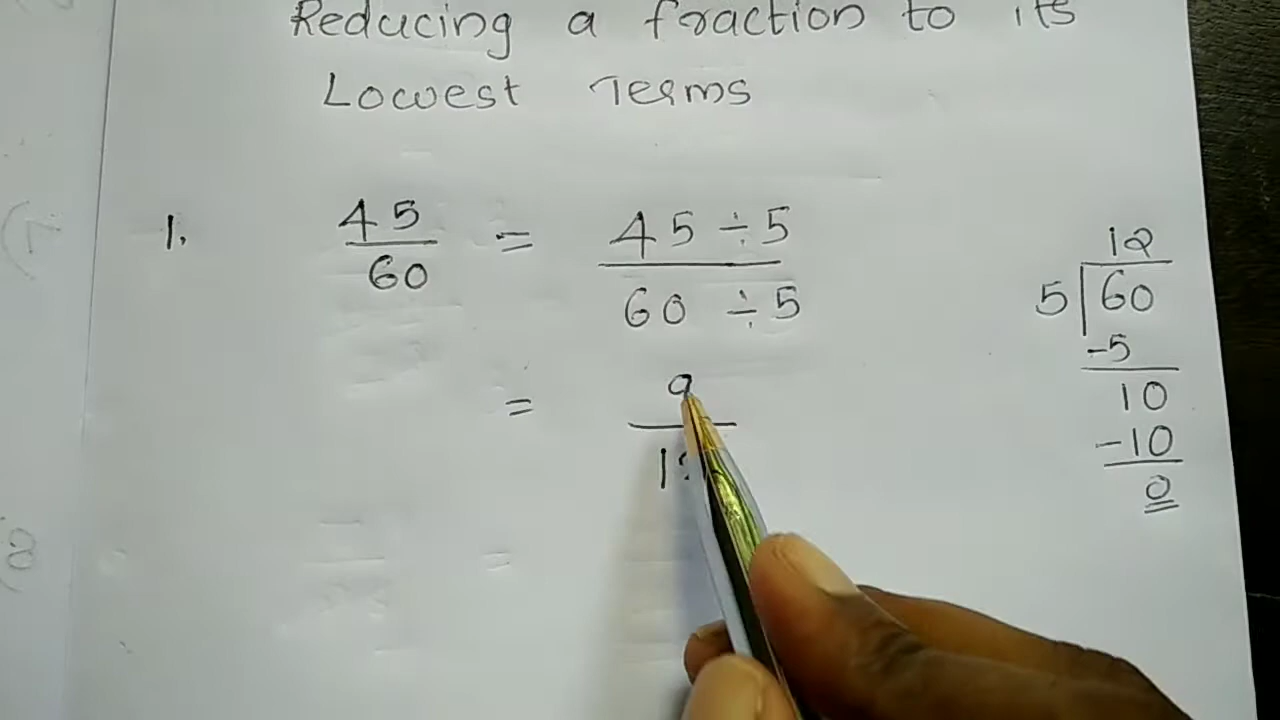 Reducing a fraction to its
Lowest Terms
1. 45/60 = 45 ÷ 5 / 60 ÷ 5
= 9
12
5 60
-5
10
-10
0